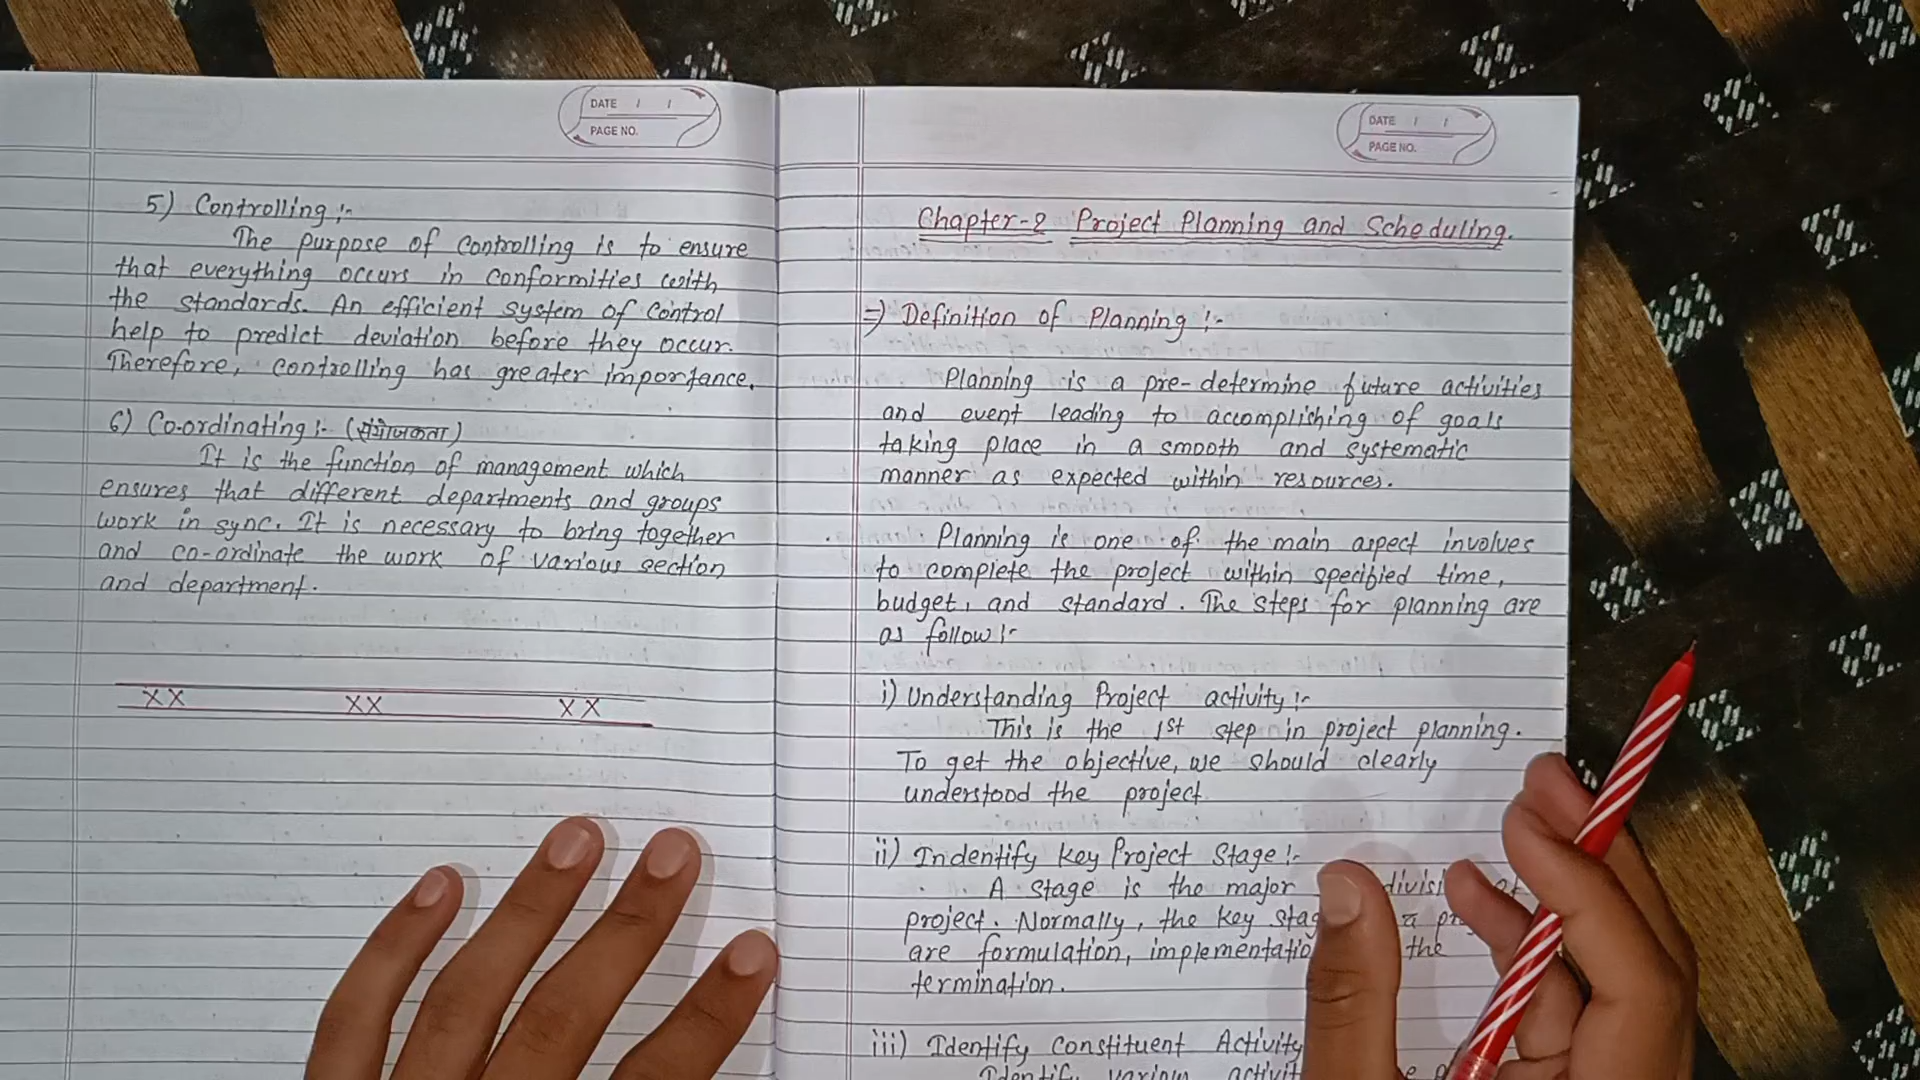 DATE / /
PAGE NO.
5) Controlling :-
The purpose of controlling is to ensure
that everything occurs in conformities with
the standards. An efficient system of control
help to predict deviation before they occur.
Therefore, controlling has greater importance.
6) Co-ordinating :- (संयोजकता)
It is the function of management which
ensures that different departments and groups
work in sync. It is necessary to bring together
and co-ordinate the work of various section
and department.
XX XX XX
DATE / /
PAGE NO.
Chapter-2 Project Planning and Scheduling.
=) Definition of Planning :-
Planning is a pre-determine future activities
and event leading to accomplishing of goals
taking place in a smooth and systematic
manner as expected within resources.
Planning is one of the main aspect involves
to complete the project within specified time,
budget, and standard. The steps for planning are
as follow :-
i) Understanding Project activity :-
This is the 1st step in project planning.
To get the objective, we should clearly
understood the project.
ii) Indentify Key Project Stage :-
A stage is the major
project. Normally, the key
are formulation, the
termination.
iii) Identify Constituent Activity